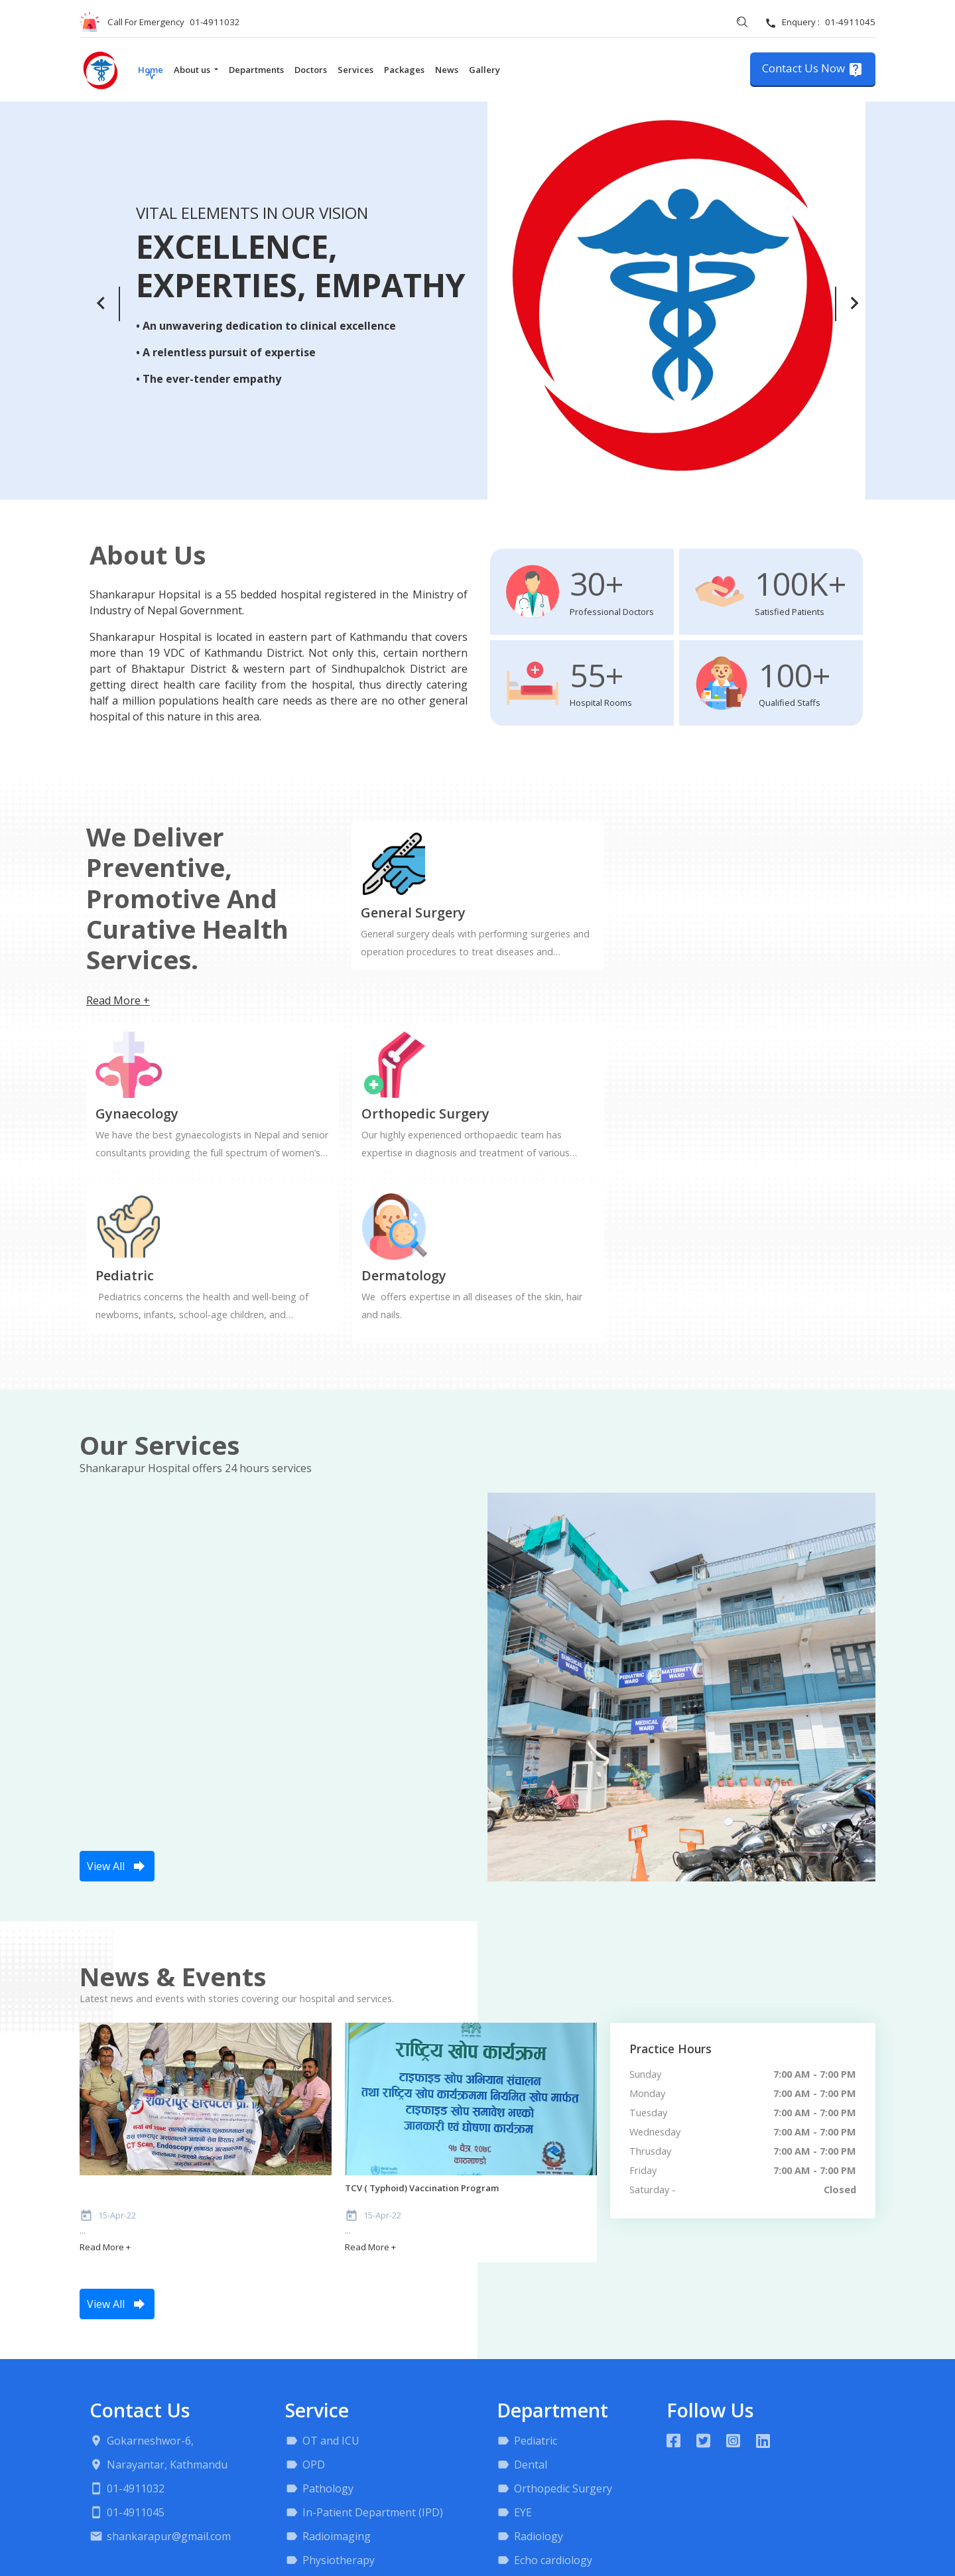 Call For Emergency 01-4911032
Enquery : 01-4911045
Home About us Departments Doctors Services Packages News Gallery
Contact Us Now
VITAL ELEMENTS IN OUR VISION
EXCELLENCE,
EXPERTIES, EMPATHY
• An unwavering dedication to clinical excellence
• A relentless pursuit of expertise
• The ever-tender empathy
About Us
Shankarapur Hopsital is a 55 bedded hospital registered in the Ministry of
Industry of Nepal Government.
Shankarapur Hospital is located in eastern part of Kathmandu that covers
more than 19 VDC of Kathmandu District. Not only this, certain northern
part of Bhaktapur District & western part of Sindhupalchok District are
getting direct health care facility from the hospital, thus directly catering
half a million populations health care needs as there are no other general
hospital of this nature in this area.
30+
Professional Doctors
100K+
Satisfied Patients
55+
Hospital Rooms
100+
Qualified Staffs
We Deliver
Preventive,
Promotive And
Curative Health
Services.
Read More +
General Surgery
General surgery deals with performing surgeries and
operation procedures to treat diseases and...
Gynaecology
We have the best gynaecologists in Nepal and senior
consultants providing the full spectrum of women's...
Orthopedic Surgery
Our highly experienced orthopaedic team has
expertise in diagnosis and treatment of various...
Pediatric
Pediatrics concerns the health and well-being of
newborns, infants, school-age children, and...
Dermatology
We offers expertise in all diseases of the skin, hair
and nails.
Our Services
Shankarapur Hospital offers 24 hours services
SURGICAL
WARD
PEDIATRIC
WARD
MATERNITY
WARD
MEDICAL
WARD
View All
News & Events
Latest news and events with stories covering our hospital and services.
शंकरापुर हस्पिटल प्रा.
CT Scan, Endoscopy
15-Apr-22
...
Read More +
राष्ट्रिय खोप कार्यक्रम
टाइफाइड खोप अभियान संचालन
तथा राष्ट्रिय खोप कार्यक्रममा नियमित खोप मार्फत
टाइफाइड खोप समावेश भएको
जानकारी एवं घोषणा कार्यक्रम
१७ चैत्र, २०७८
काठमाण्डौ
TCV ( Typhoid) Vaccination Program
15-Apr-22
...
Read More +
Practice Hours
Sunday 7:00 AM - 7:00 PM
Monday 7:00 AM - 7:00 PM
Tuesday 7:00 AM - 7:00 PM
Wednesday 7:00 AM - 7:00 PM
Thrusday 7:00 AM - 7:00 PM
Friday 7:00 AM - 7:00 PM
Saturday - Closed
View All
Contact Us
Gokarneshwor-6,
Narayantar, Kathmandu
01-4911032
01-4911045
shankarapur@gmail.com
Service
OT and ICU
OPD
Pathology
In-Patient Department (IPD)
Radioimaging
Physiotherapy
Department
Pediatric
Dental
Orthopedic Surgery
EYE
Radiology
Echo cardiology
Follow Us